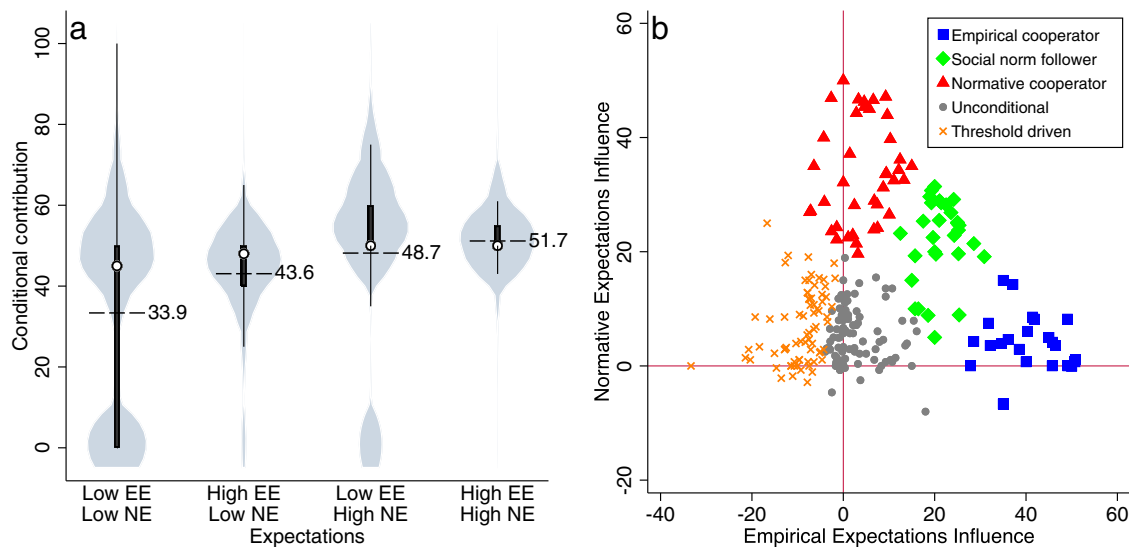 a
Conditional contribution
100
80
60
40
20
0
33.9
43.6
48.7
51.7
Low EE
Low NE
High EE
Low NE
Low EE
High NE
High EE
High NE
Expectations
b
Normative Expectations Influence
60
40
20
0
-20
Empirical cooperator
Social norm follower
Normative cooperator
Unconditional
Threshold driven
-40
-20
0
20
40
60
Empirical Expectations Influence